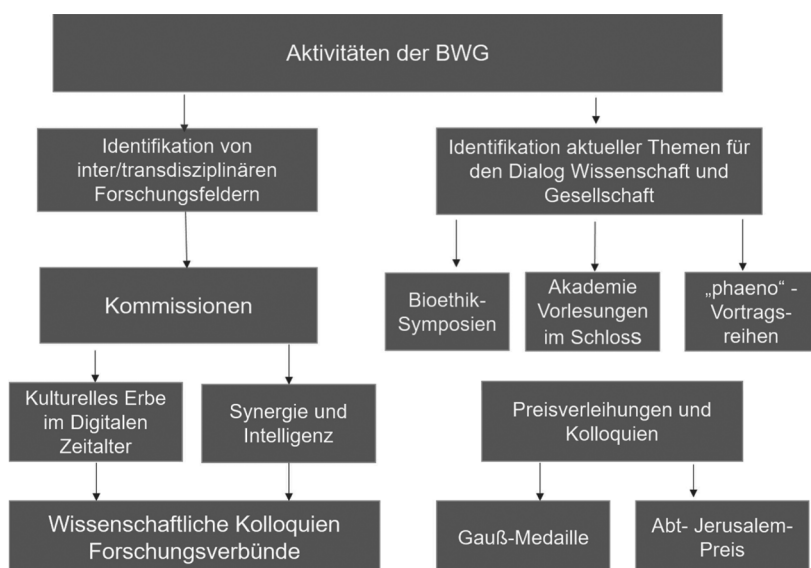 Aktivitäten der BWG
Identifikation von
inter/transdisziplinären
Forschungsfeldern
Identifikation aktueller Themen für
den Dialog Wissenschaft und
Gesellschaft
Kommissionen
Bioethik-
Symposien
Akademie
Vorlesungen
im Schloss
„phaeno“ -
Vortrags-
reihen
Kulturelles Erbe
im Digitalen
Zeitalter
Synergie und
Intelligenz
Preisverleihungen und
Kolloquien
Wissenschaftliche Kolloquien
Forschungsverbünde
Gauß-Medaille
Abt- Jerusalem-
Preis